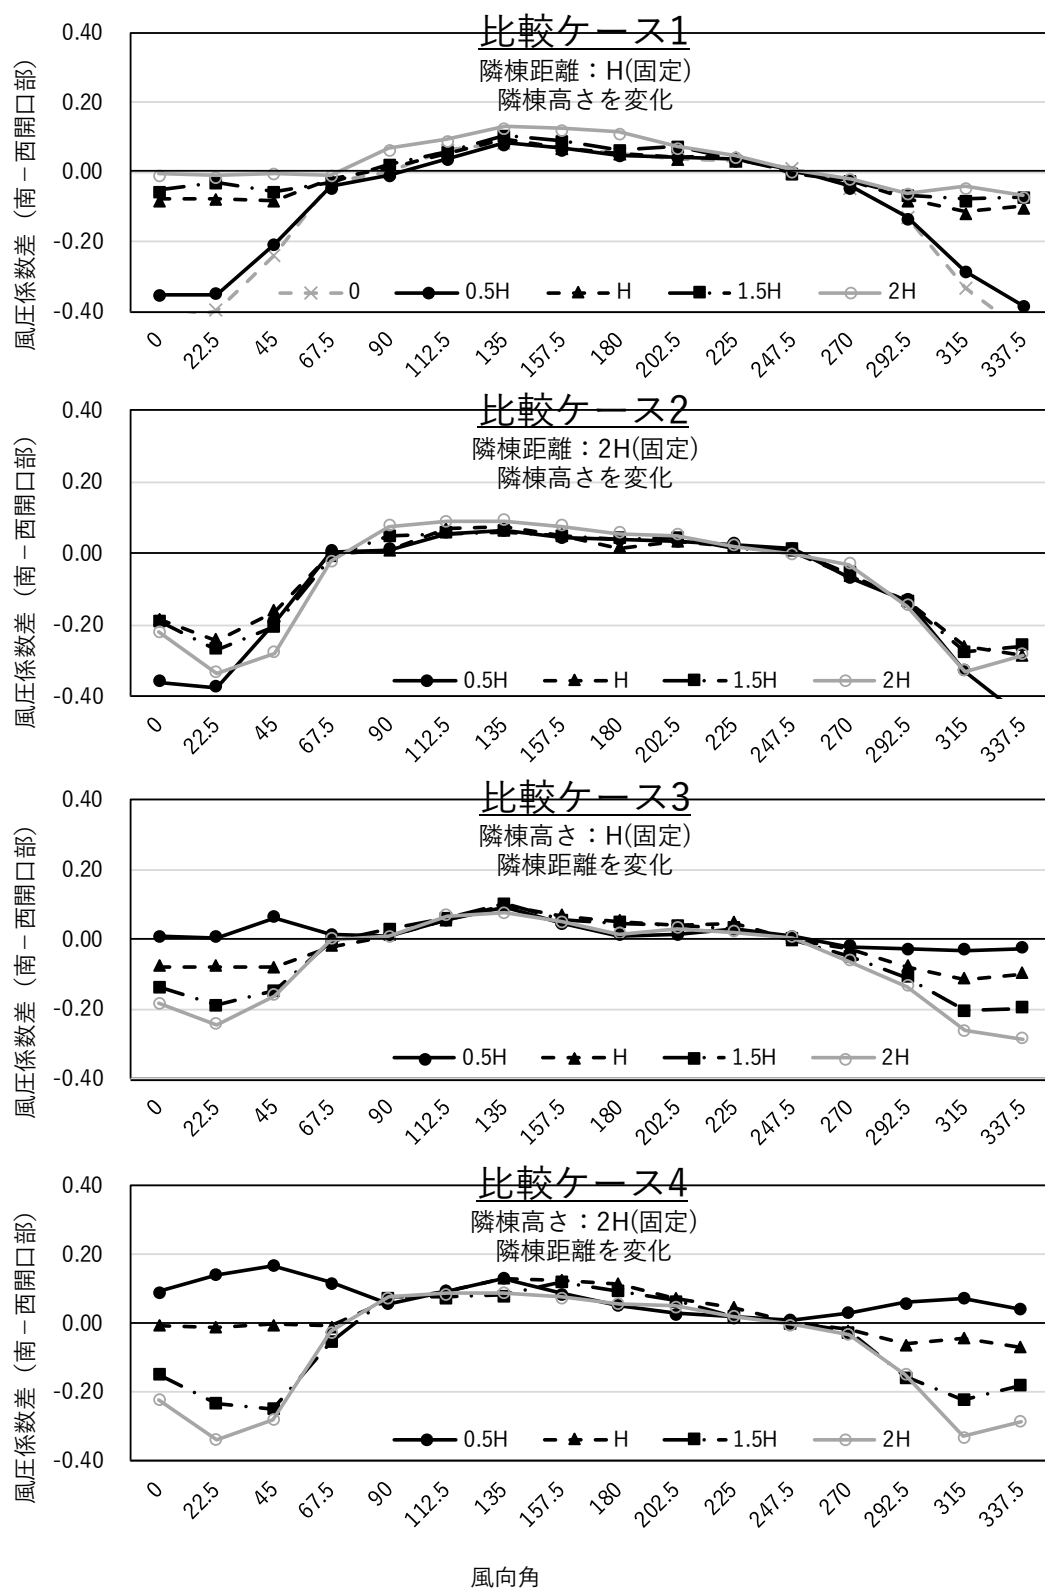 比較ケース1
隣棟距離：H(固定)
隣棟高さを変化
風圧係数差（南－西開口部）
0.40
0.20
0.00
-0.20
-0.40
0 0.5H H 1.5H 2H
0 22.5 45 67.5 90 112.5 135 157.5 180 202.5 225 247.5 270 292.5 315 337.5
比較ケース2
隣棟距離：2H(固定)
隣棟高さを変化
風圧係数差（南－西開口部）
0.40
0.20
0.00
-0.20
-0.40
0.5H H 1.5H 2H
0 22.5 45 67.5 90 112.5 135 157.5 180 202.5 225 247.5 270 292.5 315 337.5
比較ケース3
隣棟高さ：H(固定)
隣棟距離を変化
風圧係数差（南－西開口部）
0.40
0.20
0.00
-0.20
-0.40
0.5H H 1.5H 2H
0 22.5 45 67.5 90 112.5 135 157.5 180 202.5 225 247.5 270 292.5 315 337.5
比較ケース4
隣棟高さ：2H(固定)
隣棟距離を変化
風圧係数差（南－西開口部）
0.40
0.20
0.00
-0.20
-0.40
0.5H H 1.5H 2H
0 22.5 45 67.5 90 112.5 135 157.5 180 202.5 225 247.5 270 292.5 315 337.5
風向角